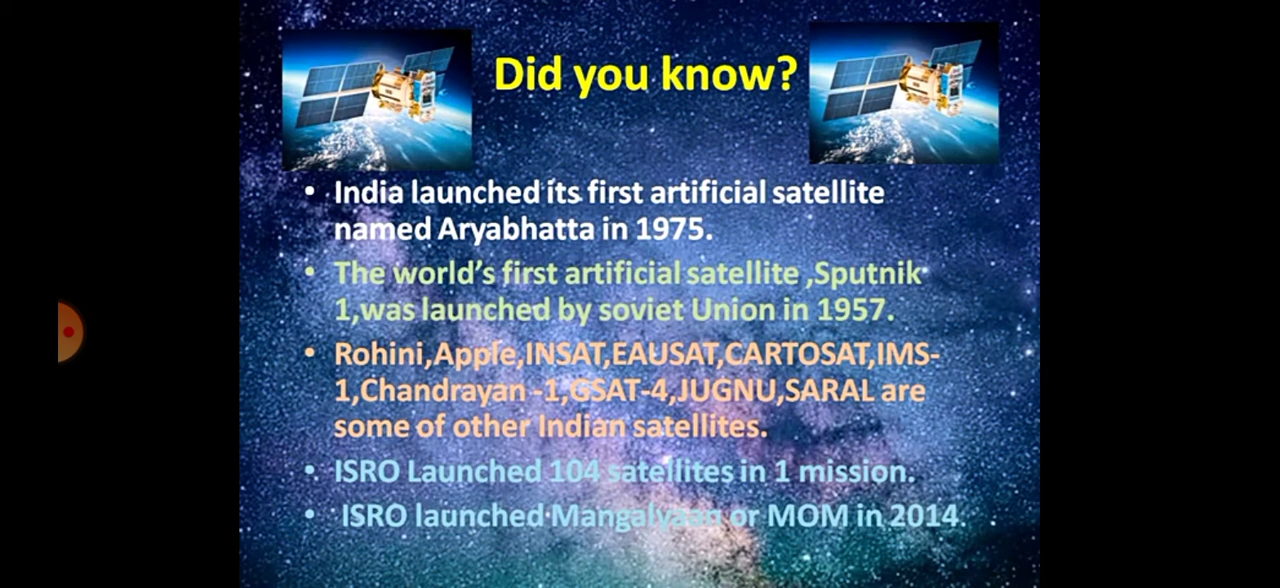 Did you know?
• India launched its first artificial satellite
named Aryabhatta in 1975.
• The world's first artificial satellite ,Sputnik
1,was launched by soviet Union in 1957.
• Rohini,Apple,INSAT,EAUSAT,CARTOSAT,IMS-
1,Chandrayan -1,GSAT-4,JUGNU,SARAL are
some of other Indian satellites.
• ISRO Launched 104 satellites in 1 mission.
• ISRO launched Mangalyaan or MOM in 2014.